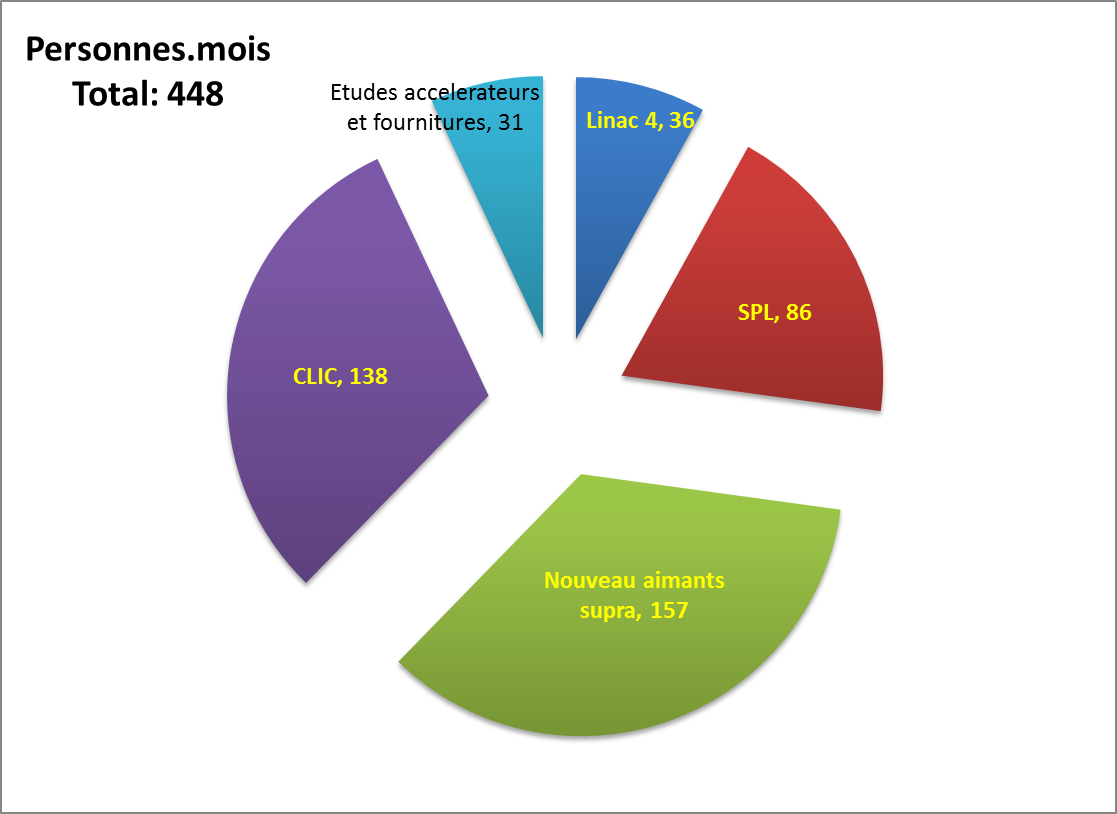 Personnes.mois
Total: 448
Etudes accelerateurs
et fournitures, 31
Linac 4, 36
SPL, 86
CLIC, 138
Nouveau aimants
supra, 157